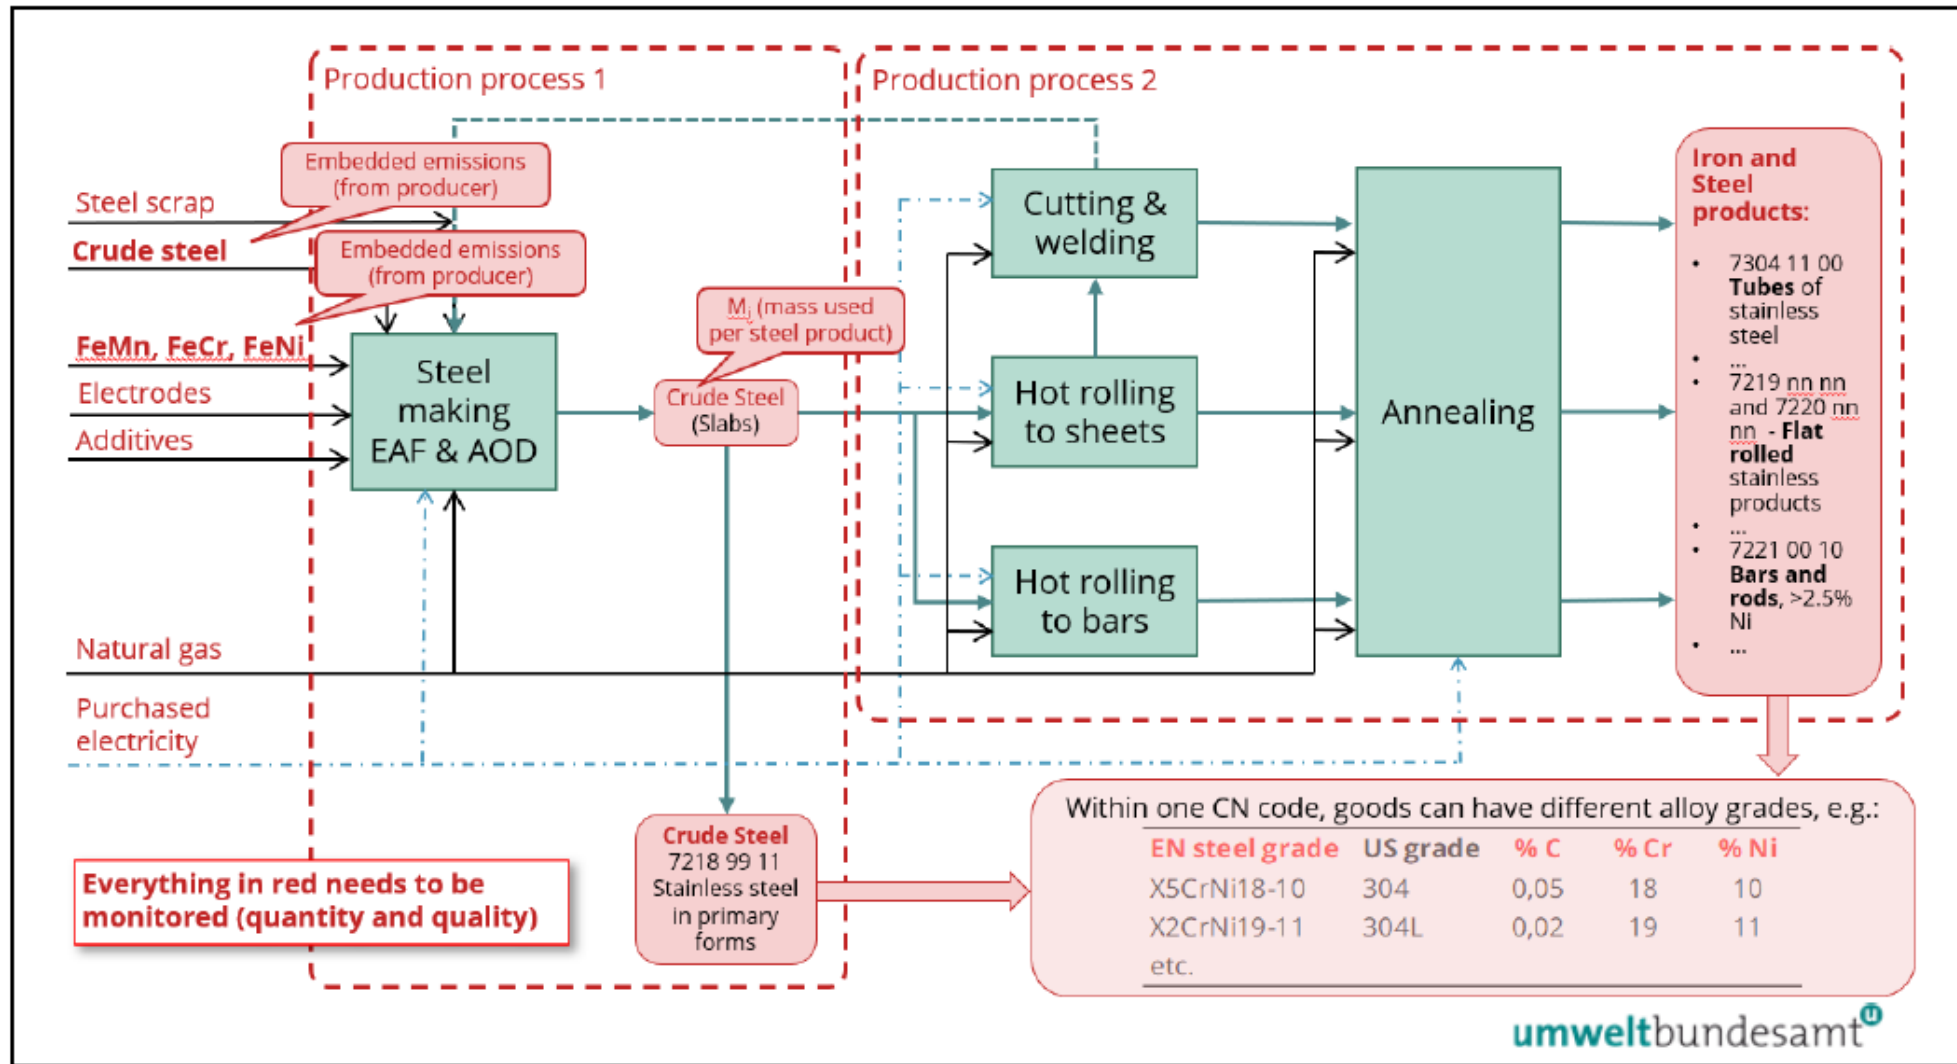 Production process 1
Production process 2
Embedded emissions
(from producer)
Steel scrap
Crude steel
Embedded emissions
(from producer)
FeMn, FeCr, FeNi
Electrodes
Additives
Steel
making
EAF & AOD
Mj (mass used
per steel product)
Crude Steel
(Slabs)
Cutting &
welding
Hot rolling
to sheets
Hot rolling
to bars
Annealing
Iron and
Steel
products:
• 7304 11 00
Tubes of
stainless
steel
• ...
• 7219 nn nn
and 7220 nn
nn - Flat
rolled
stainless
products
• ...
• 7221 00 10
Bars and
rods, >2.5%
Ni
• ...
Natural gas
Purchased
electricity
Crude Steel
7218 99 11
Stainless steel
in primary
forms
Everything in red needs to be
monitored (quantity and quality)
Within one CN code, goods can have different alloy grades, e.g.:
EN steel grade US grade % C % Cr % Ni
X5CrNi18-10 304 0,05 18 10
X2CrNi19-11 304L 0,02 19 11
etc.
umweltbundesamt u